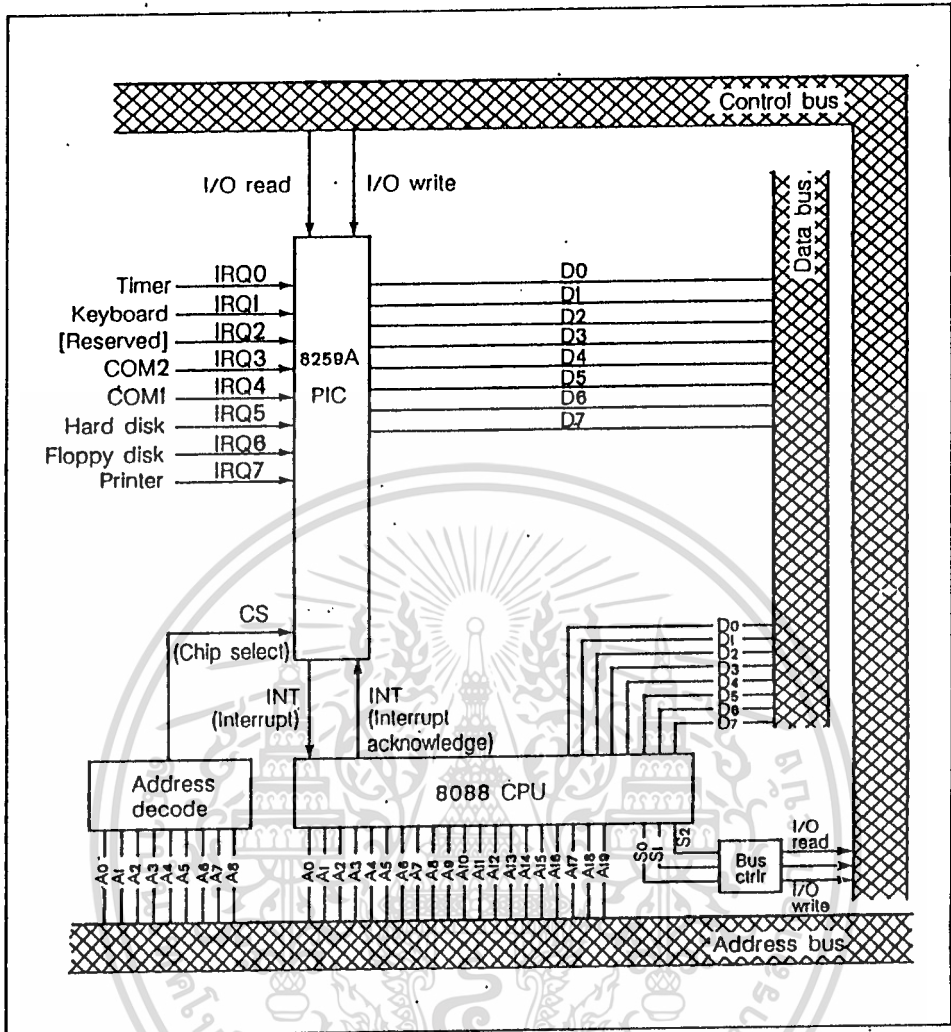 Control bus
I/O read
I/O write
Data bus
Timer
IRQ0
Keyboard
IRQ1
[Reserved]
IRQ2
COM2
IRQ3
COM1
IRQ4
Hard disk
IRQ5
Floppy disk
IRQ6
Printer
IRQ7
8259A
PIC
D0
D1
D2
D3
D4
D5
D6
D7
CS
(Chip select)
INT
(Interrupt)
INT
(Interrupt
acknowledge)
D0
D1
D2
D3
D4
D5
D6
D7
Address
decode
8088 CPU
A0
A1
A2
A3
A4
A5
A6
A7
A8
A0
A1
A2
A3
A4
A5
A6
A7
A8
A9
A10
A11
A12
A13
A14
A15
A16
A17
A18
A19
S0
S1
S2
Bus
ctrlr
I/O
read
I/O
write
Address bus